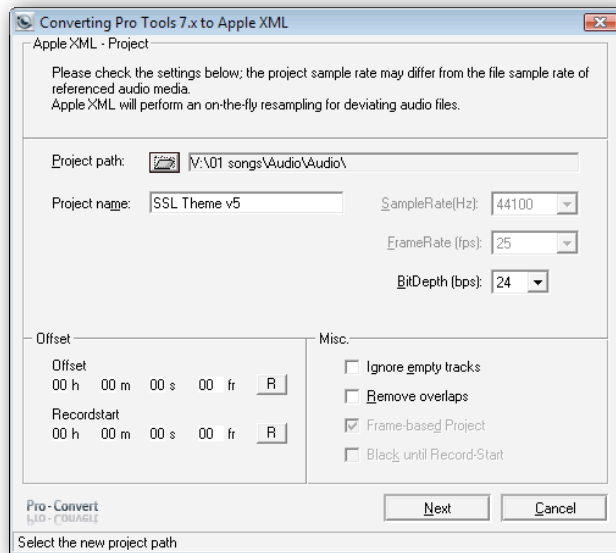 Converting Pro Tools 7.x to Apple XML
Apple XML - Project
Please check the settings below; the project sample rate may differ from the file sample rate of
referenced audio media.
Apple XML will perform an on-the-fly resampling for deviating audio files.
Project path: V:\01 songs\Audio\Audio\
Project name: SSL Theme v5 SampleRate(Hz): 44100
FrameRate (fps): 25
BitDepth (bps): 24
Offset
Offset
00 h 00 m 00 s 00 fr R
Recordstart
00 h 00 m 00 s 00 fr R
Misc.
Ignore empty tracks
Remove overlaps
Frame-based Project
Black until Record-Start
Pro-Convert
Next Cancel
Select the new project path